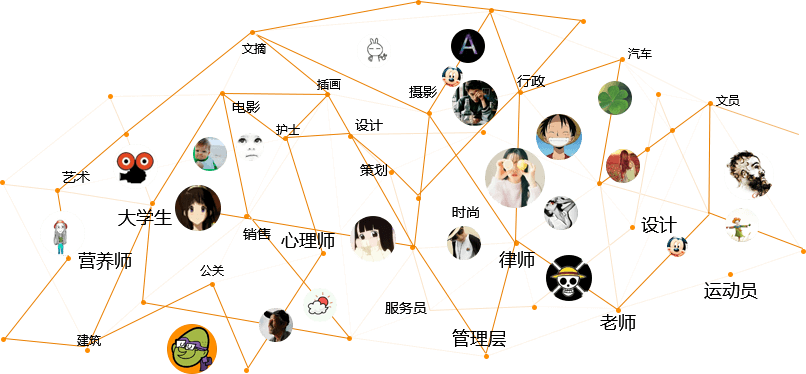 文摘
汽车
插画
行政
摄影
文员
电影
设计
护士
策划
艺术
时尚
大学生
设计
销售
心理师
营养师
律师
公关
运动员
服务员
老师
建筑
管理层